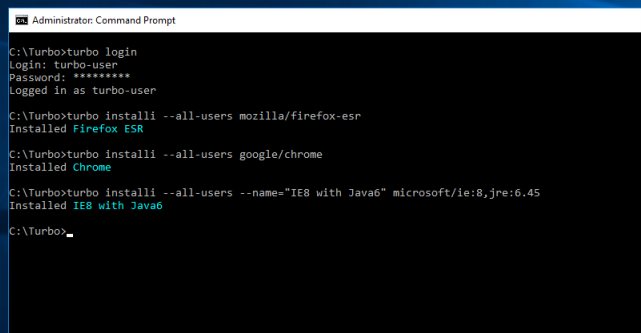 Administrator: Command Prompt
C:\Turbo>turbo login
Login: turbo-user
Password: *********
Logged in as turbo-user
C:\Turbo>turbo installi --all-users mozilla/firefox-esr
Installed Firefox ESR
C:\Turbo>turbo installi --all-users google/chrome
Installed Chrome
C:\Turbo>turbo installi --all-users --name="IE8 with Java6" microsoft/ie:8,jre:6.45
Installed IE8 with Java6
C:\Turbo>